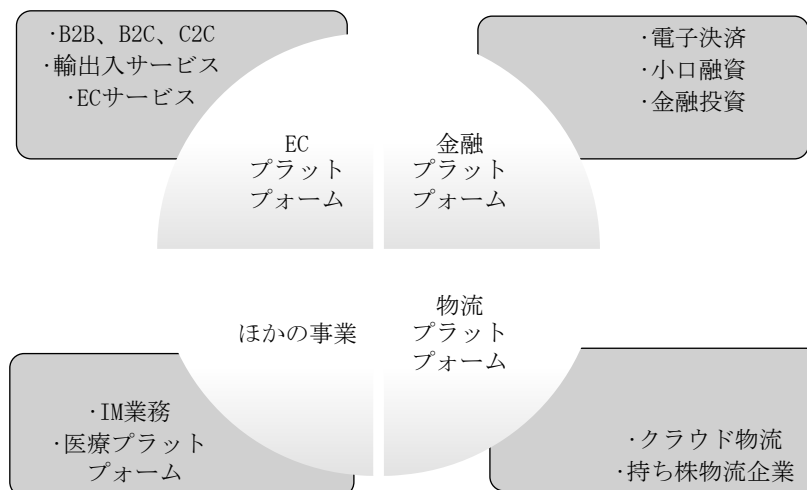 ·B2B、B2C、C2C
·輸出入サービス
·ECサービス
·電子決済
·小口融資
·金融投資
EC
プラット
フォーム
金融
プラット
フォーム
ほかの事業
物流
プラット
フォーム
·IM業務
·医療プラット
フォーム
·クラウド物流
·持ち株物流企業